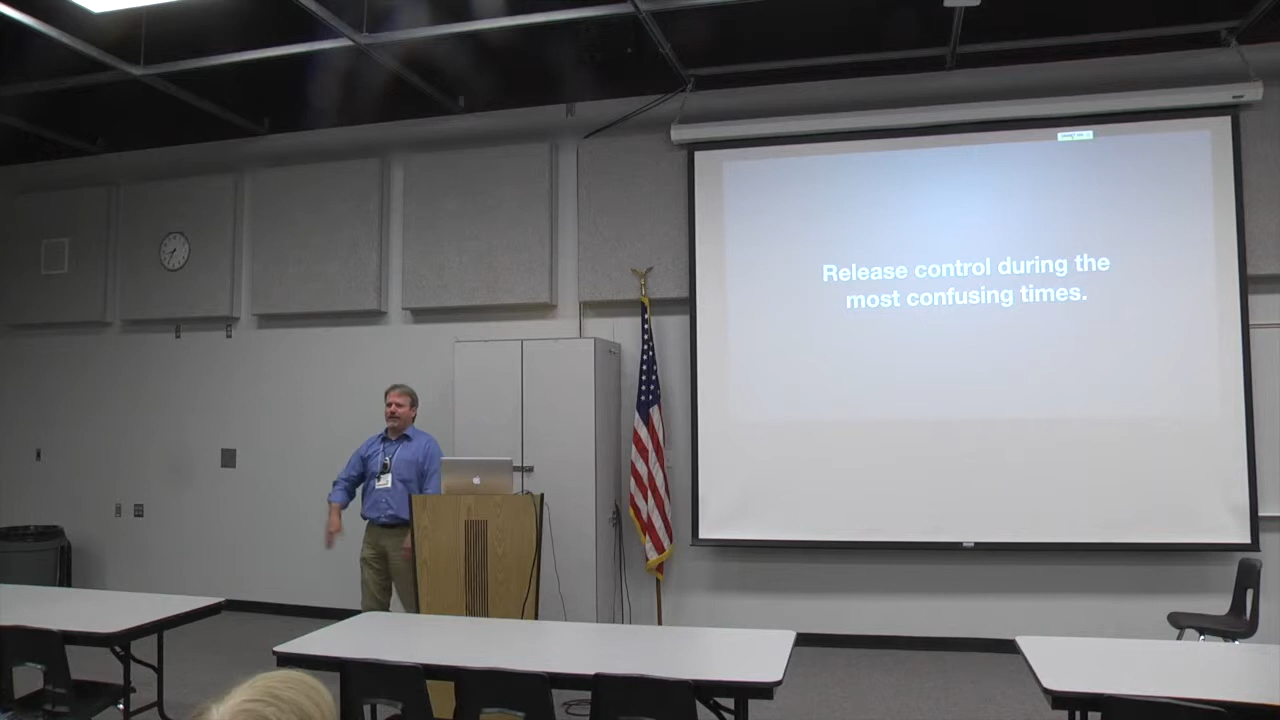 Release control during the
most confusing times.